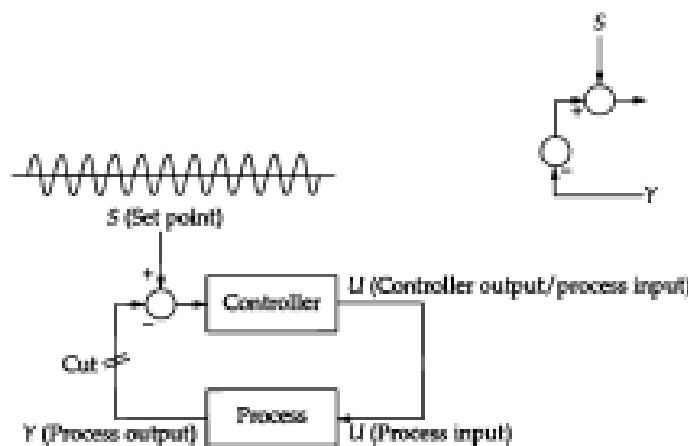 S
+
−
Y
S (Set point)
+
−
Controller
U (Controller output/process input)
Cut
Process
Y (Process output)
U (Process input)